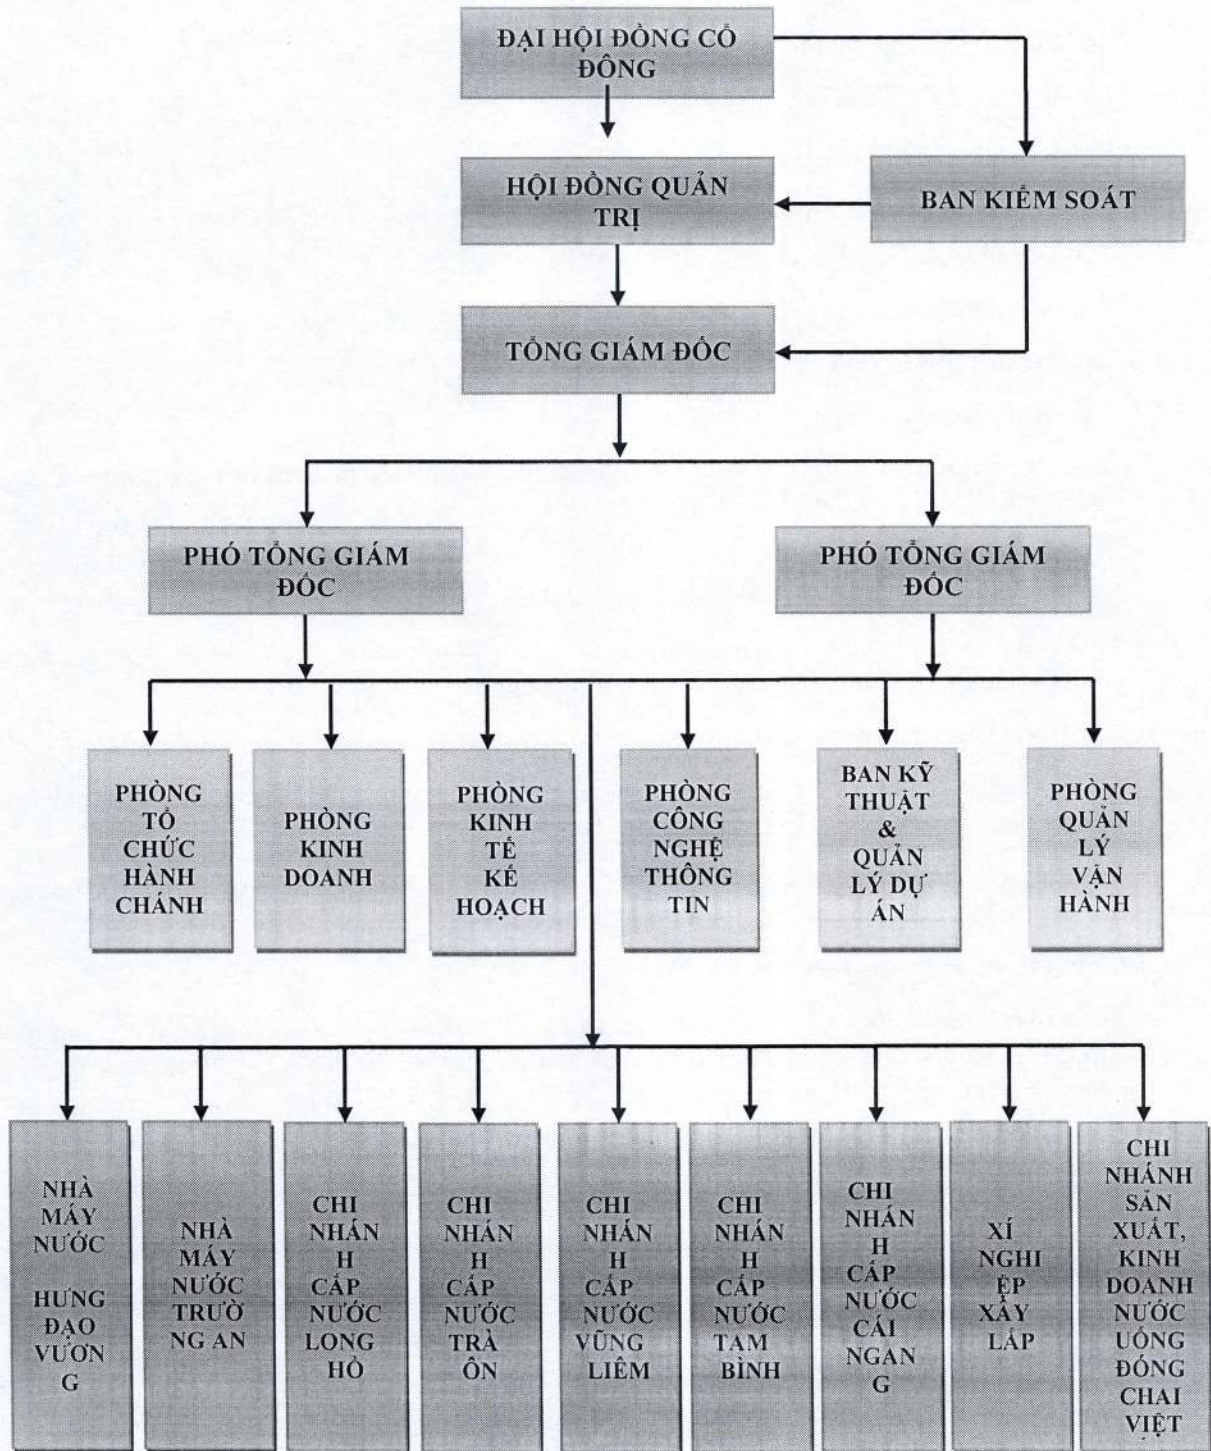 ĐẠI HỘI ĐỒNG CỔ
ĐÔNG
HỘI ĐỒNG QUẢN
TRỊ
BAN KIỂM SOÁT
TỔNG GIÁM ĐỐC
PHÓ TỔNG GIÁM
ĐỐC
PHÓ TỔNG GIÁM
ĐỐC
PHÒNG
TỔ
CHỨC
HÀNH
CHÁNH
PHÒNG
KINH
DOANH
PHÒNG
KINH
TẾ
KẾ
HOẠCH
PHÒNG
CÔNG
NGHỆ
THÔNG
TIN
BAN KỸ
THUẬT
&
QUẢN
LÝ DỰ
ÁN
PHÒNG
QUẢN
LÝ
VẬN
HÀNH
NHÀ
MÁY
NƯỚC
HƯNG
ĐẠO
VƯƠN
G
NHÀ
MÁY
NƯỚC
TRƯỜ
NG AN
CHI
NHÁN
H
CẤP
NƯỚC
LONG
HỒ
CHI
NHÁN
H
CẤP
NƯỚC
TRÀ
ÔN
CHI
NHÁN
H
CẤP
NƯỚC
VŨNG
LIÊM
CHI
NHÁN
H
CẤP
NƯỚC
TAM
BÌNH
CHI
NHÁN
H
CẤP
NƯỚC
CÁI
NGAN
G
XÍ
NGHI
ỆP
XÂY
LẮP
CHI
NHÁNH
SẢN
XUẤT,
KINH
DOANH
NƯỚC
UỐNG
ĐÓNG
CHAI
VIỆT